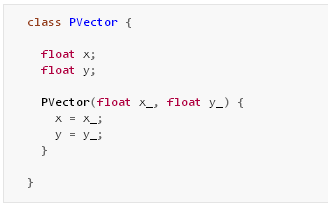 class PVector {
float x;
float y;
PVector(float x_, float y_) {
x = x_;
y = y_;
}
}